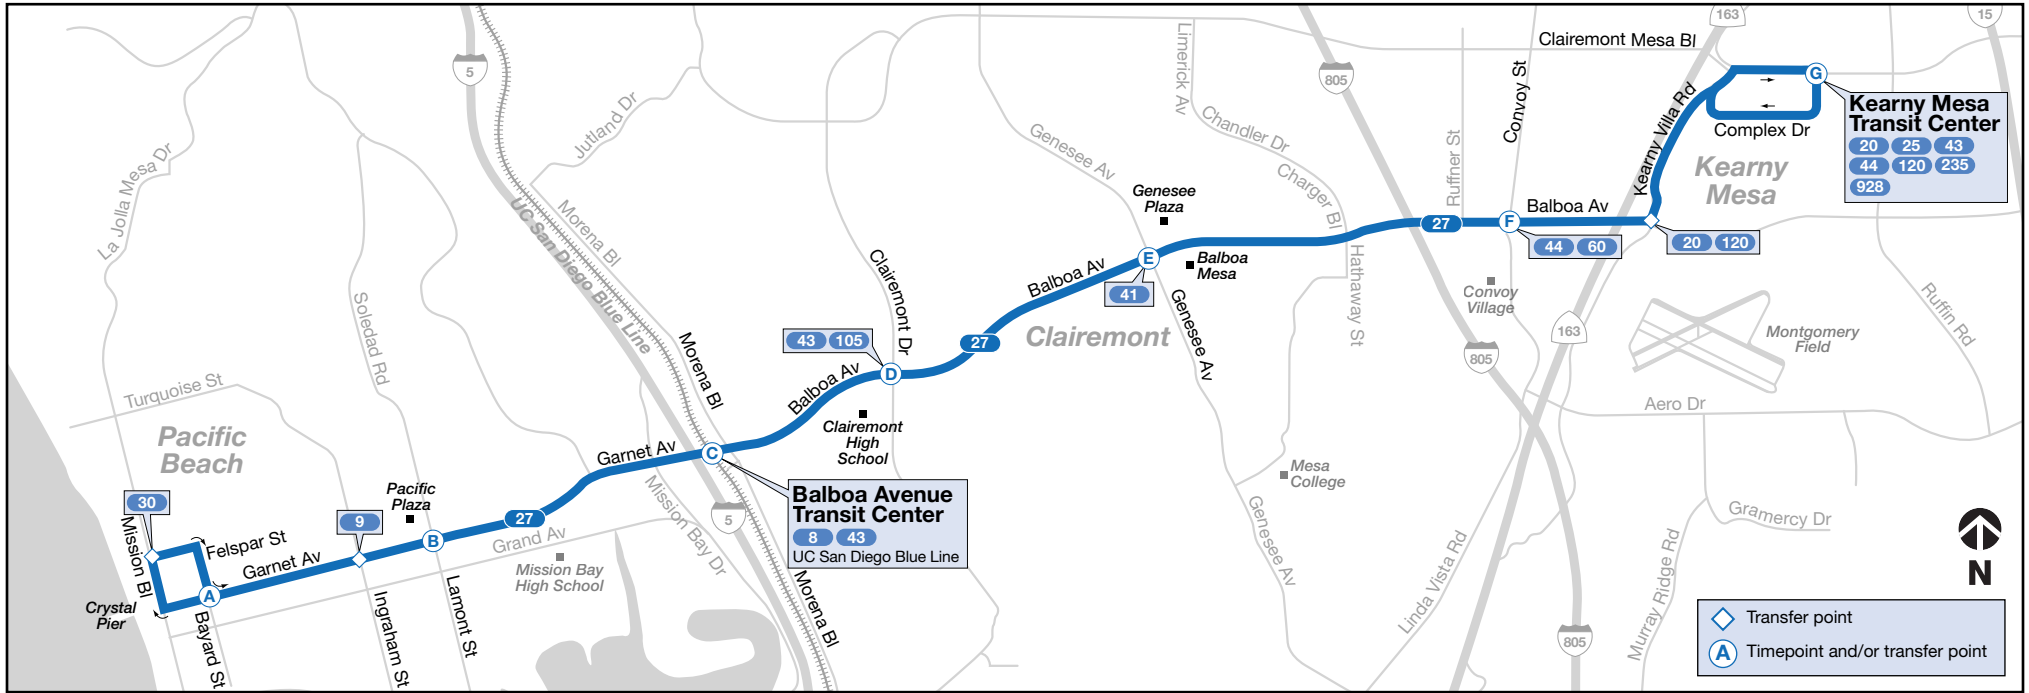 163
15
Clairemont Mesa Bl
5
805
Limerick Av
Convoy St
G
Kearny Villa Rd
Kearny Mesa
Transit Center
20 25 43
44 120 235
928
Complex Dr
Jutland Dr
Genesee Av
Chandler Dr
Ruffner St
Charger Bl
Kearny
Mesa
La Jolla Mesa Dr
Genesee
Plaza
UC San Diego Blue Line
Morena Bl
27
F
Balboa Av
44 60
20 120
Clairemont Dr
Balboa Av
E
Balboa
Mesa
Hathaway St
41
Genesee Av
Convoy
Village
Ruffin Rd
Soledad Rd
Morena Bl
43 105
27
Clairemont
163
Montgomery
Field
805
D
Balboa Av
Turquoise St
Aero Dr
Pacific
Beach
Clairemont
High
School
Garnet Av
C
Mesa
College
Pacific
Plaza
Mission Bay Dr
Balboa Avenue
Transit Center
8 43
UC San Diego Blue Line
5
30
9
27
B
Grand Av
Genesee Av
Gramercy Dr
Mission Bl
Felspar St
Garnet Av
Mission Bay
High School
Linda Vista Rd
Murray Ridge Rd
N
A
Crystal
Pier
Bayard St
Ingraham St
Lamont St
Morena Bl
805
Transfer point
A Timepoint and/or transfer point